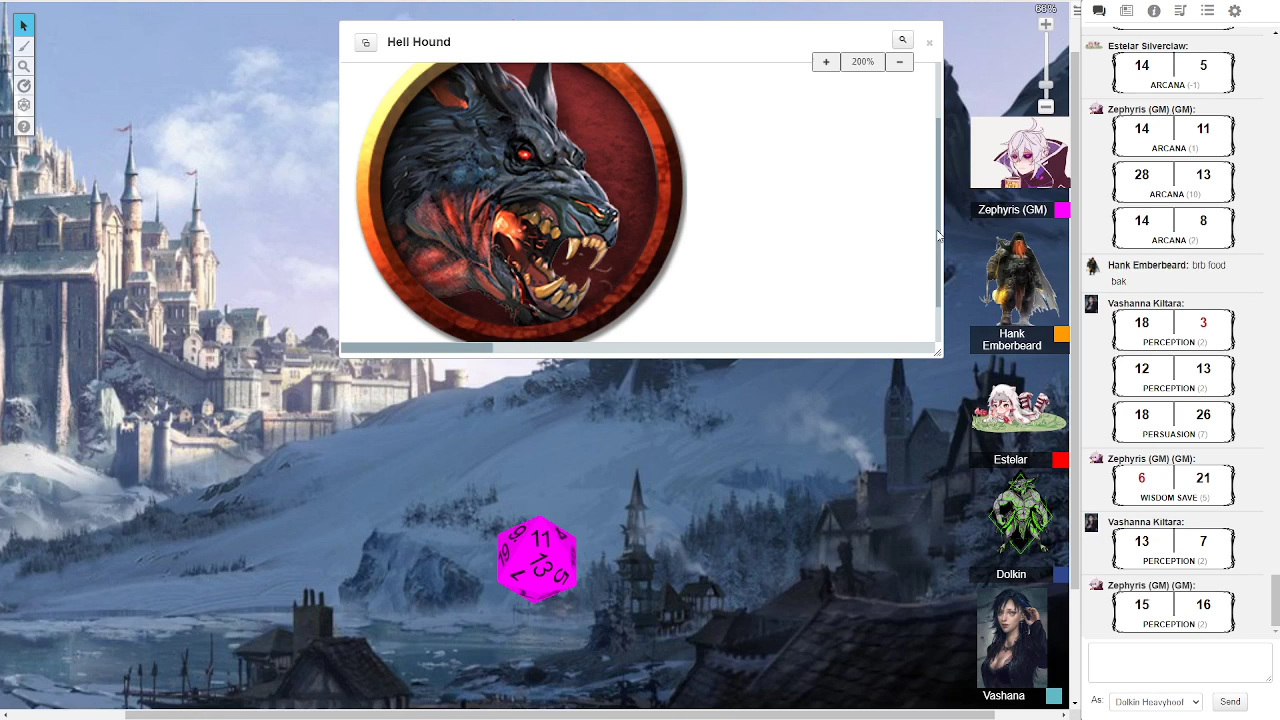 66%
Hell Hound
+ 200% −
Zephyris (GM)
Hank
Emberbeard
Estelar
Dolkin
Vashana
Estelar Silverclaw:
14 5
ARCANA (-1)
Zephyris (GM) (GM):
14 11
ARCANA (1)
28 13
ARCANA (10)
14 8
ARCANA (2)
Hank Emberbeard: brb food
bak
Vashanna Kiltara:
18 3
PERCEPTION (2)
12 13
PERCEPTION (2)
18 26
PERSUASION (7)
Zephyris (GM) (GM):
6 21
WISDOM SAVE (5)
Vashanna Kiltara:
13 7
PERCEPTION (2)
Zephyris (GM) (GM):
15 16
PERCEPTION (2)
As: Dolkin Heavyhoof Send
11
13
9
5
7